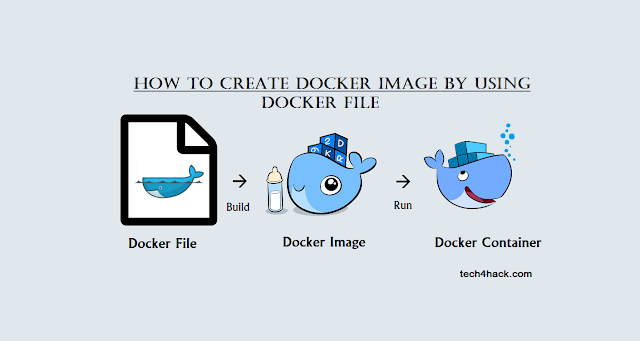 HOW TO CREATE DOCKER IMAGE BY USING
DOCKER FILE
Build
Run
Docker File
Docker Image
Docker Container
tech4hack.com